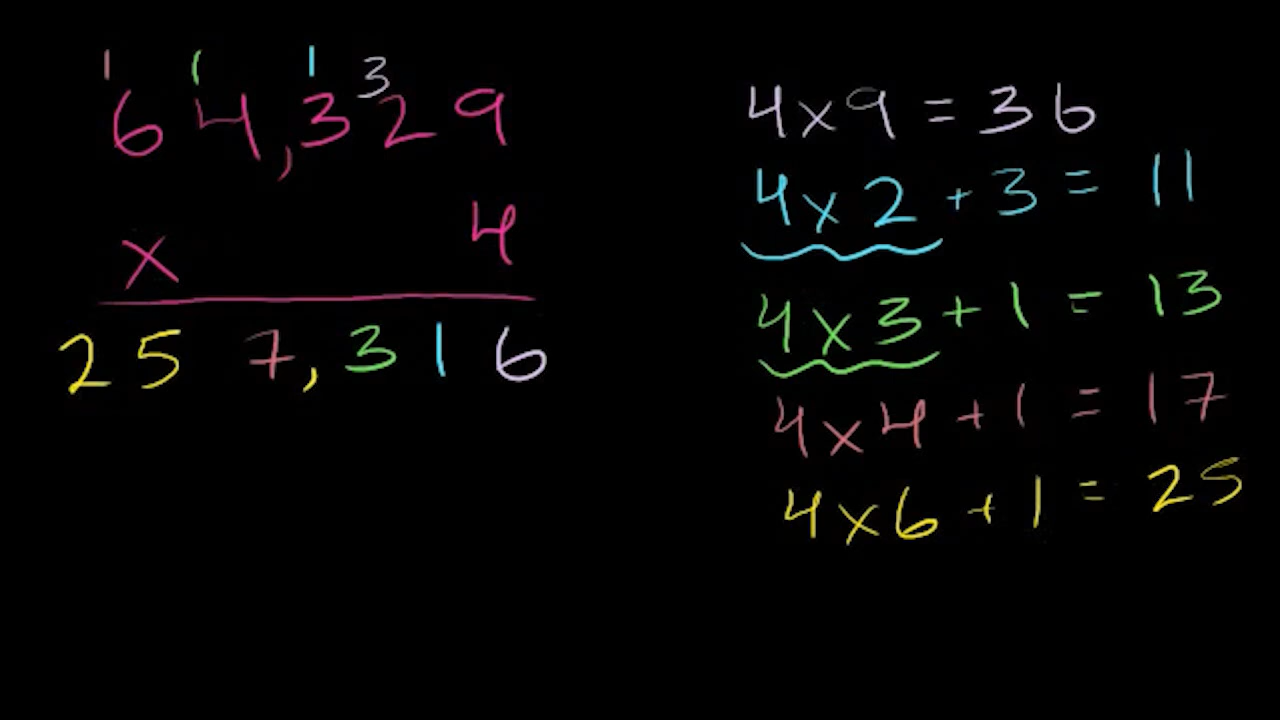 1 1 1 3
64,329
x 4
257,316
4x9=36
4x2+3=11
4x3+1=13
4x4+1=17
4x6+1=25